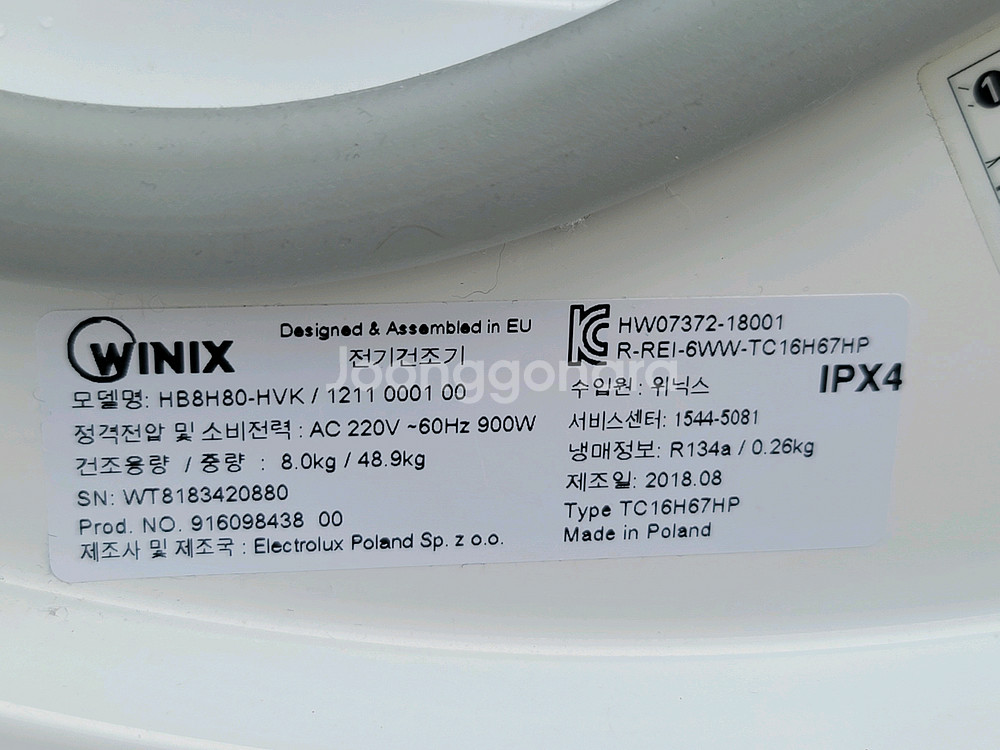 WINIX
Designed & Assembled in EU
전기건조기
모델명: HB8H80-HVK / 1211 0001 00
정격전압 및 소비전력 : AC 220V ~60Hz 900W
건조용량 / 중량 : 8.0kg / 48.9kg
SN: WT8183420880
Prod. NO. 916098438 00
제조사 및 제조국 : Electrolux Poland Sp. z o.o.
HW07372-18001
R-REI-6WW-TC16H67HP
수입원 : 위닉스
IPX4
서비스센터: 1544-5081
냉매정보: R134a / 0.26kg
제조일: 2018.08
Type TC16H67HP
Made in Poland
Joonggonara
1